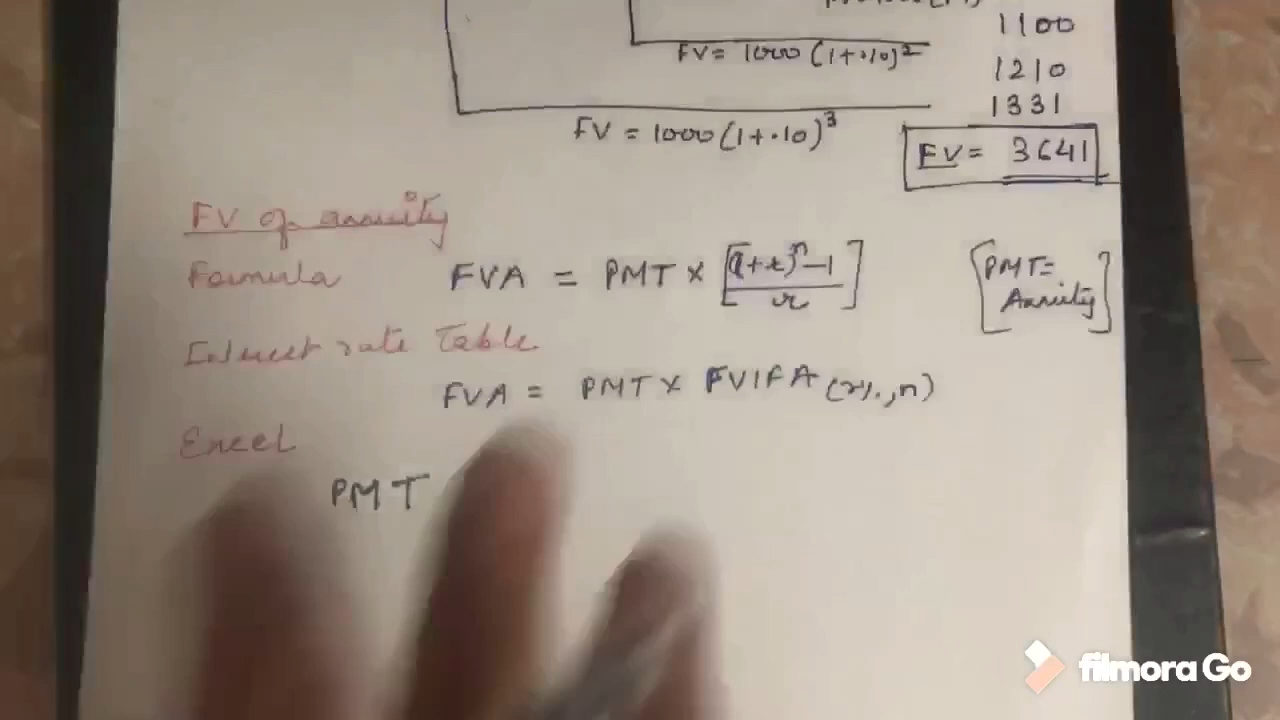 1100
FV = 1000 (1+.10)²
1210
1331
FV = 1000 (1+.10)³
FV = 3641
FV of annuity
Formula FVA = PMT × [(1+r)ⁿ-1 / r] [PMT = Annuity]
Interest rate Table
FVA = PMT × FVIFA (r%, n)
Excel
PMT
filmora Go